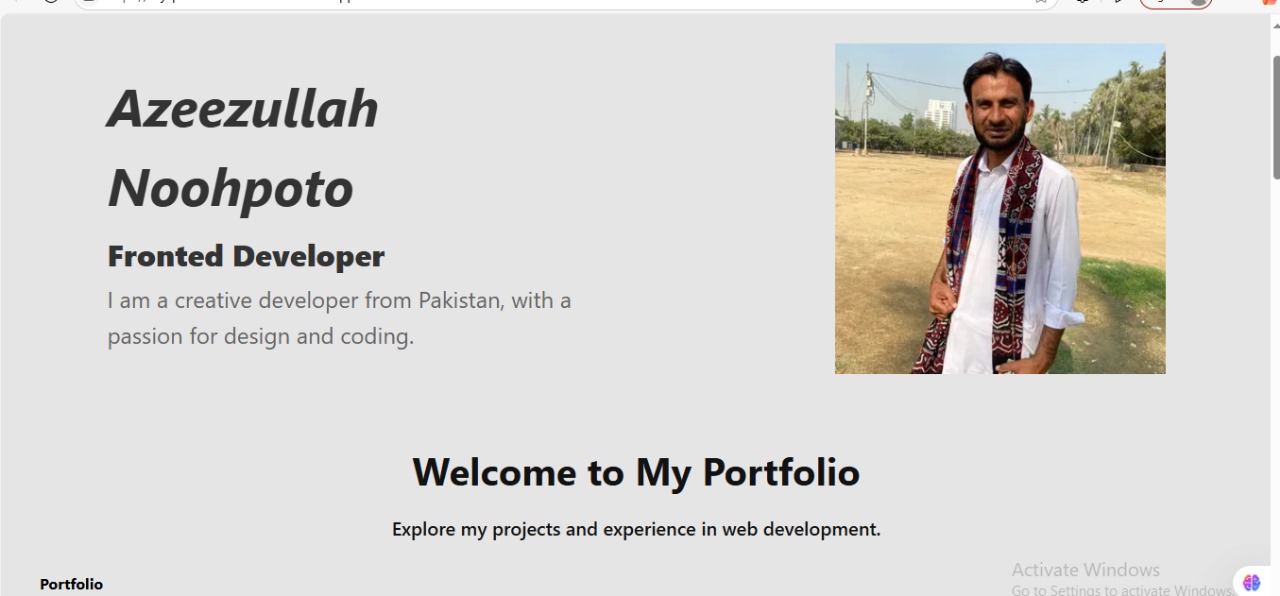 Azeezullah
Noohpoto
Fronted Developer
I am a creative developer from Pakistan, with a
passion for design and coding.
Welcome to My Portfolio
Explore my projects and experience in web development.
Portfolio
Activate Windows
Go to Settings to activate Windows.